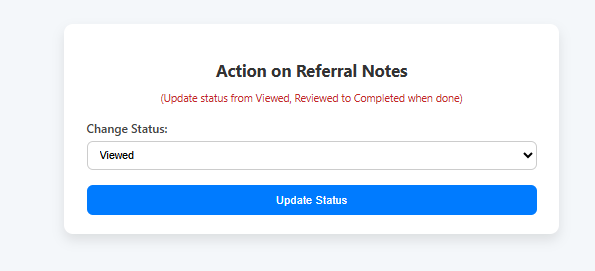 Action on Referral Notes
(Update status from Viewed, Reviewed to Completed when done)
Change Status:
Viewed
Update Status